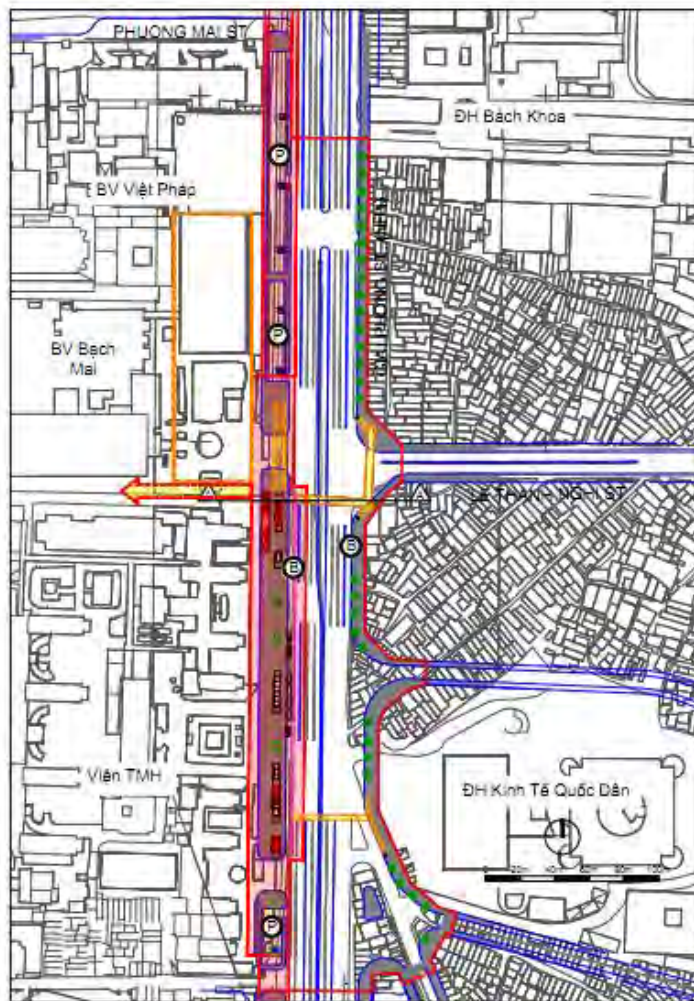 PHUONG MAI ST
ĐH Bách Khoa
BV Việt Pháp
BV Bạch
Mai
P
P
B
B
LE THANH NGHI ST
Viện TMH
ĐH Kinh Tế Quốc Dân
P